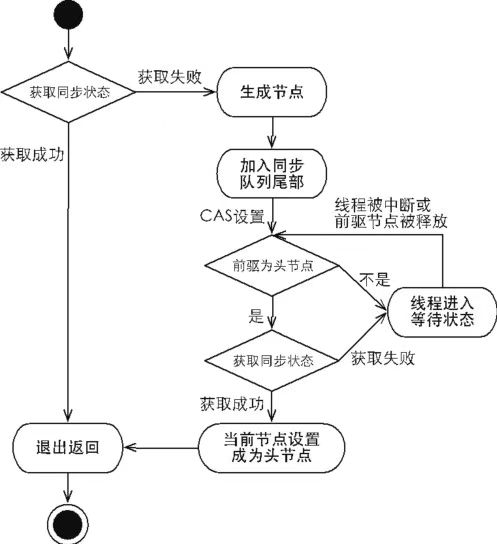 获取同步状态
获取失败
生成节点
获取成功
加入同步
队列尾部
CAS设置
线程被中断或
前驱节点被释放
前驱为头节点
不是
线程进入
等待状态
是
获取同步状态
获取失败
获取成功
退出返回
当前节点设置
成为头节点